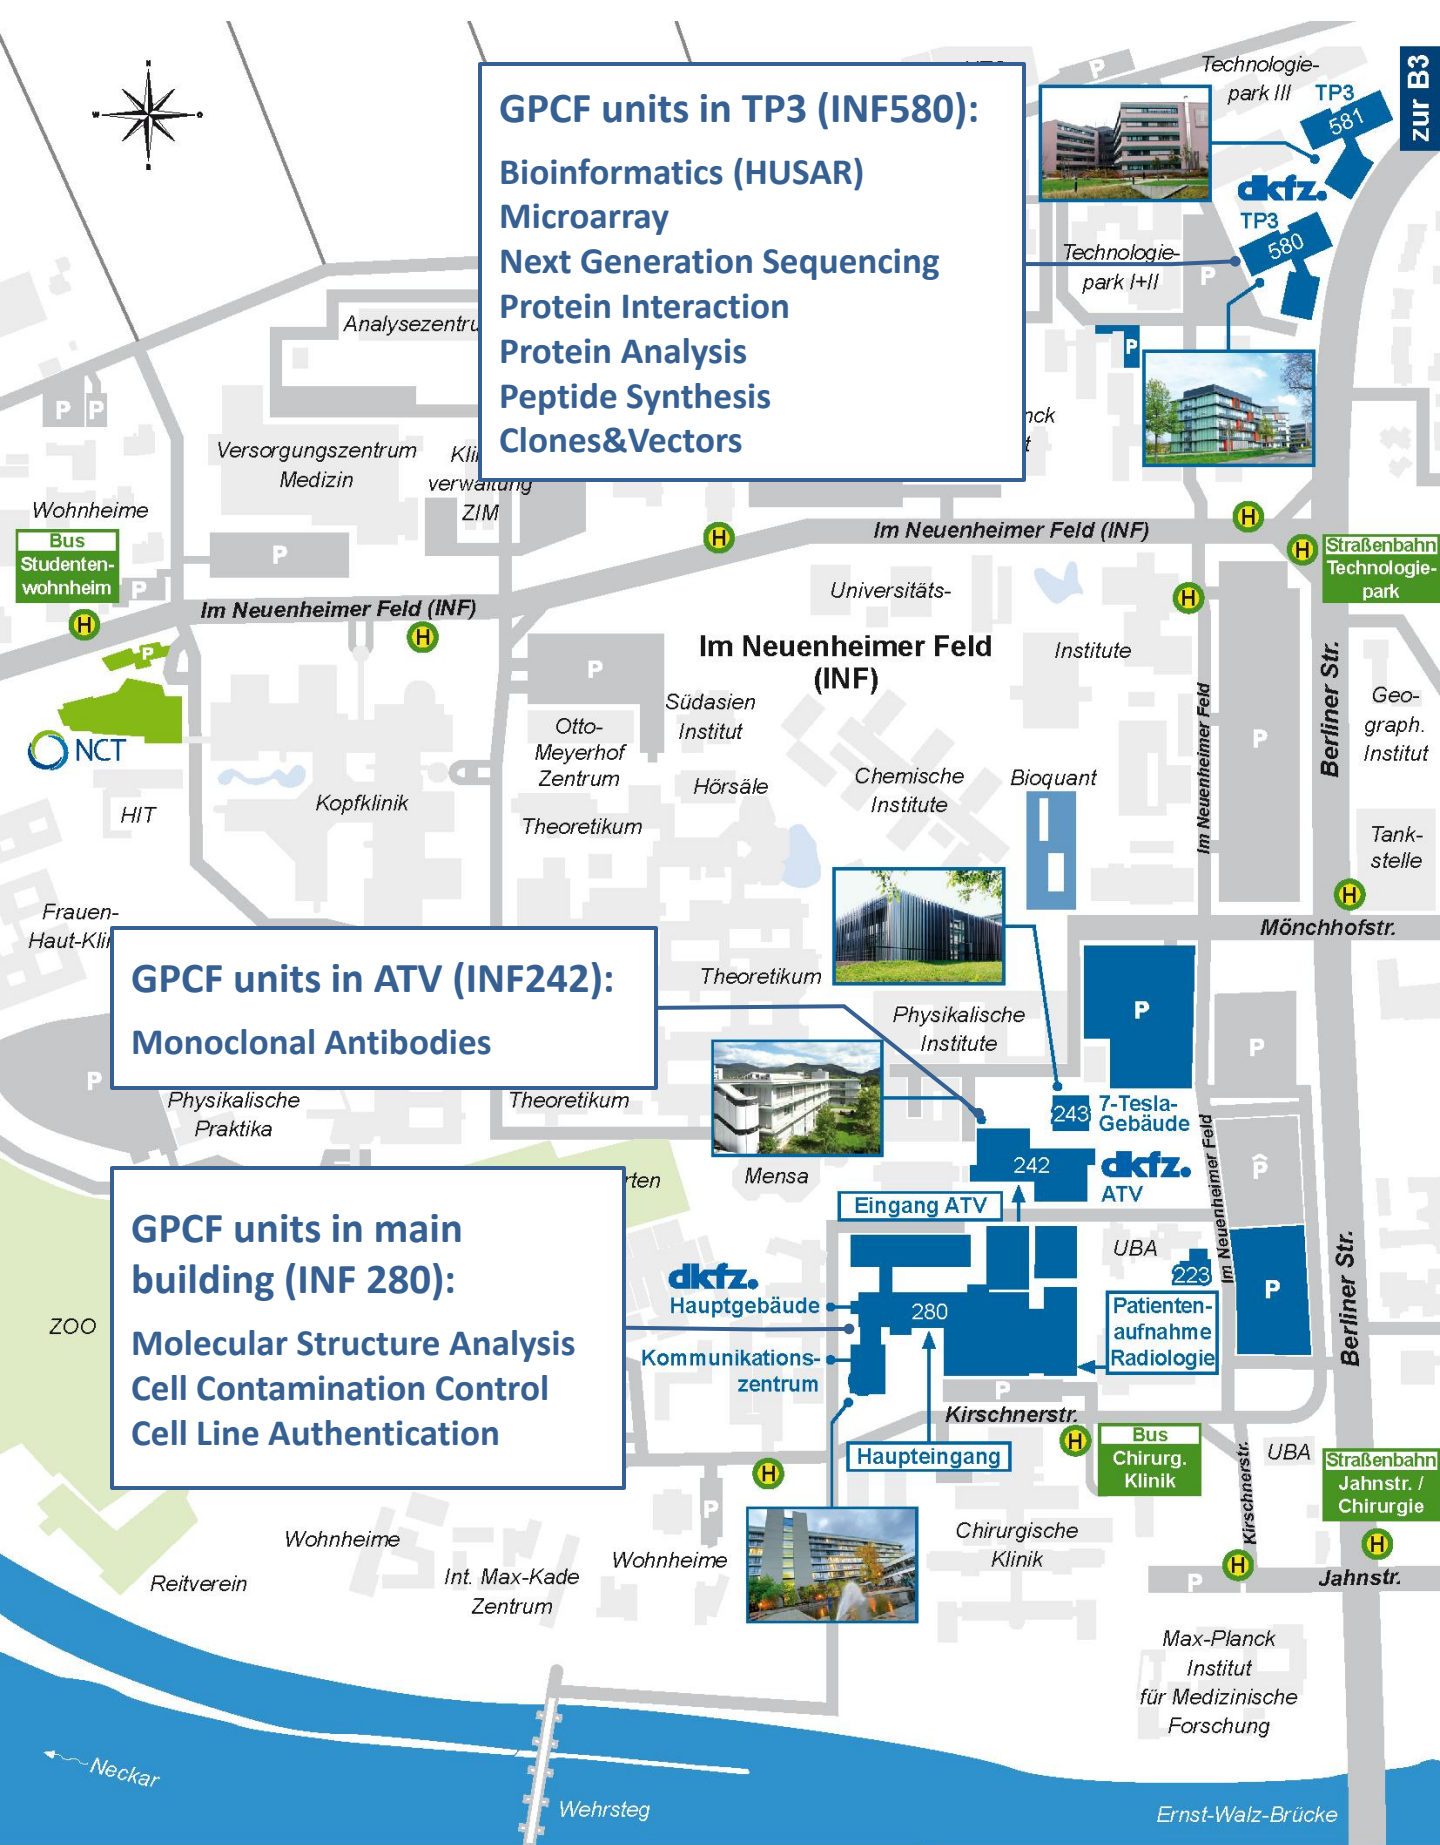 N
W
O
S
GPCF units in TP3 (INF580):
Bioinformatics (HUSAR)
Microarray
Next Generation Sequencing
Protein Interaction
Protein Analysis
Peptide Synthesis
Clones&Vectors
P
Technologie-
park III
TP3
581
zur B3
dkfz.
TP3
580
Technologie-
park I+II
P
P
Analysezentru
P P
Versorgungszentrum
Medizin
Kli
verwaltung
ZIM
nck
t
Wohnheime
Bus
Studenten-
wohnheim
H
P
P
H
Im Neuenheimer Feld (INF)
H
H
Straßenbahn
Technologie-
park
Im Neuenheimer Feld (INF)
H
Universitäts-
H
P
NCT
P
Im Neuenheimer Feld
(INF)
Institute
Südasien
Institut
Otto-
Meyerhof
Zentrum
Hörsäle
Theoretikum
Chemische
Institute
Bioquant
Im Neuenheimer Feld
P
Berliner Str.
Geo-
graph.
Institut
HIT
Kopfklinik
Tank-
stelle
H
Mönchhofstr.
Frauen-
Haut-Kli
GPCF units in ATV (INF242):
Monoclonal Antibodies
Theoretikum
Physikalische
Institute
P
P
P
Physikalische
Praktika
Theoretikum
243
7-Tesla-
Gebäude
Im Neuenheimer Feld
P
Mensa
242
dkfz.
ATV
Eingang ATV
rten
GPCF units in main
building (INF 280):
Molecular Structure Analysis
Cell Contamination Control
Cell Line Authentication
ZOO
dkfz.
Hauptgebäude
280
Kommunikations-
zentrum
UBA
223
Patienten-
aufnahme
Radiologie
P
Berliner Str.
P
Kirschnerstr.
H
Haupteingang
Bus
Chirurg.
Klinik
Kirschnerstr.
UBA
Straßenbahn
Jahnstr. /
Chirurgie
H
H
P
Wohnheime
Reitverein
Int. Max-Kade
Zentrum
Wohnheime
Chirurgische
Klinik
H
P
Jahnstr.
Max-Planck
Institut
für Medizinische
Forschung
Neckar
Wehrsteg
Ernst-Walz-Brücke